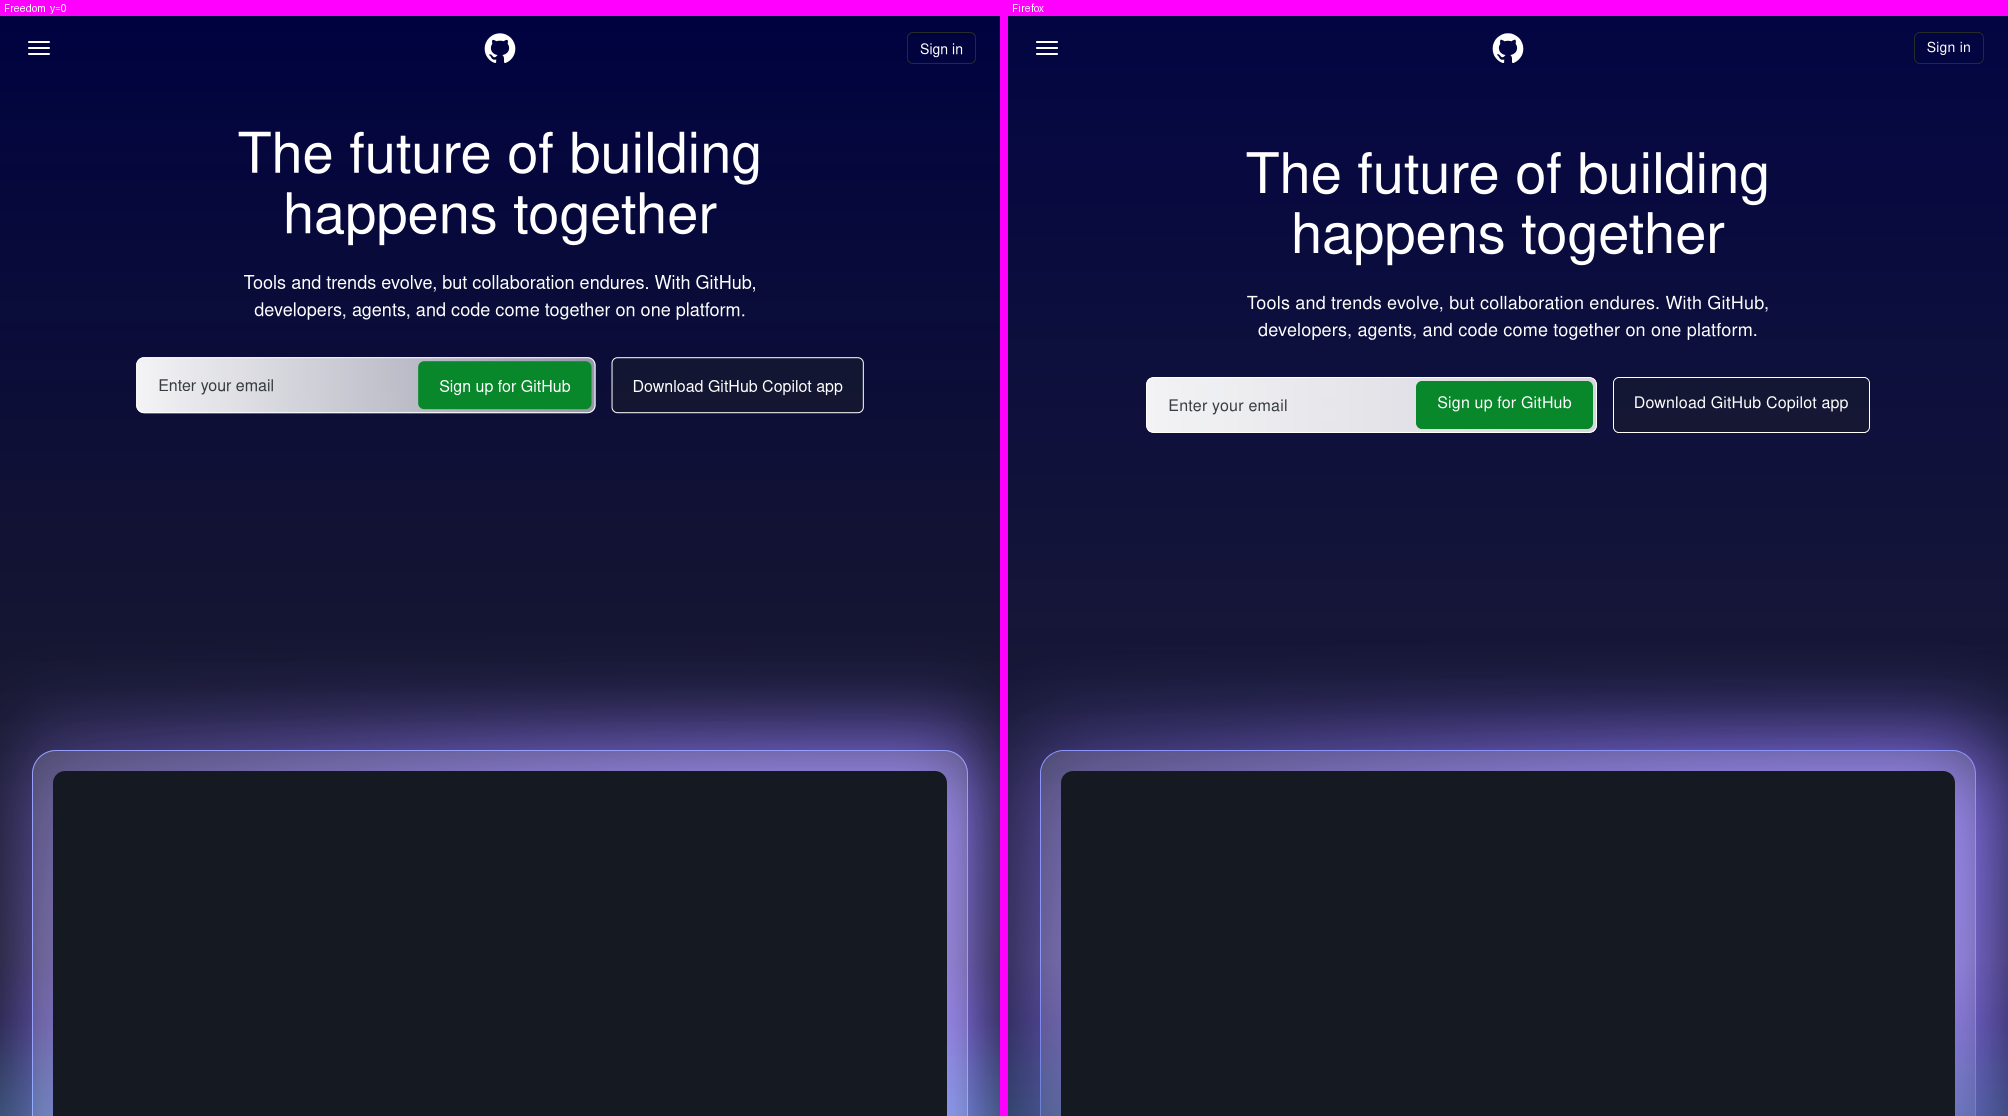 Freedom y=0
Sign in
The future of building
happens together
Tools and trends evolve, but collaboration endures. With GitHub,
developers, agents, and code come together on one platform.
Enter your email
Sign up for GitHub
Download GitHub Copilot app
Firefox
Sign in
The future of building
happens together
Tools and trends evolve, but collaboration endures. With GitHub,
developers, agents, and code come together on one platform.
Enter your email
Sign up for GitHub
Download GitHub Copilot app